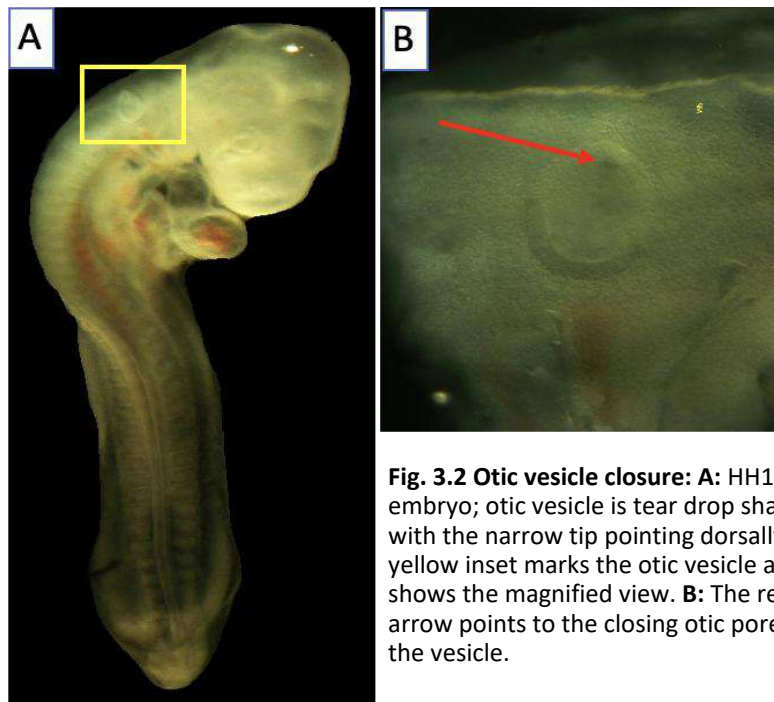 A
B
Fig. 3.2 Otic vesicle closure: A: HH1
embryo; otic vesicle is tear drop sha
with the narrow tip pointing dorsall
yellow inset marks the otic vesicle a
shows the magnified view. B: The re
arrow points to the closing otic pore
the vesicle.